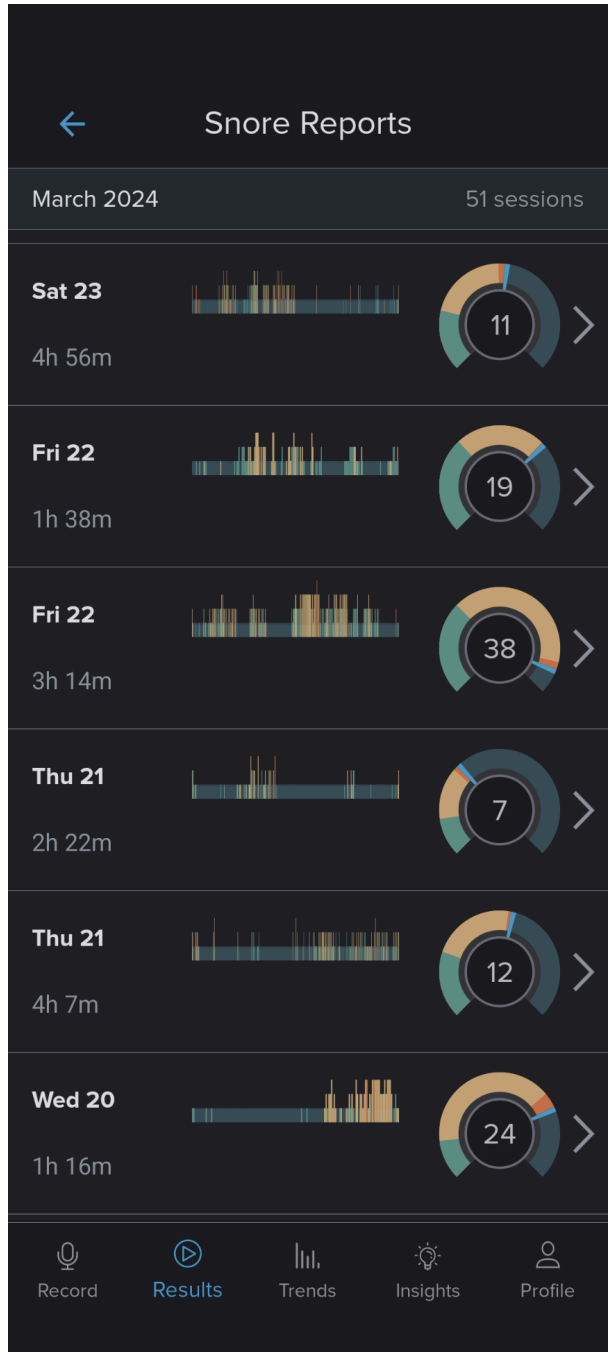 Snore Reports
March 2024 51 sessions
Sat 23
11
4h 56m
Fri 22
19
1h 38m
Fri 22
38
3h 14m
Thu 21
7
2h 22m
Thu 21
12
4h 7m
Wed 20
24
1h 16m
Record Results Trends Insights Profile